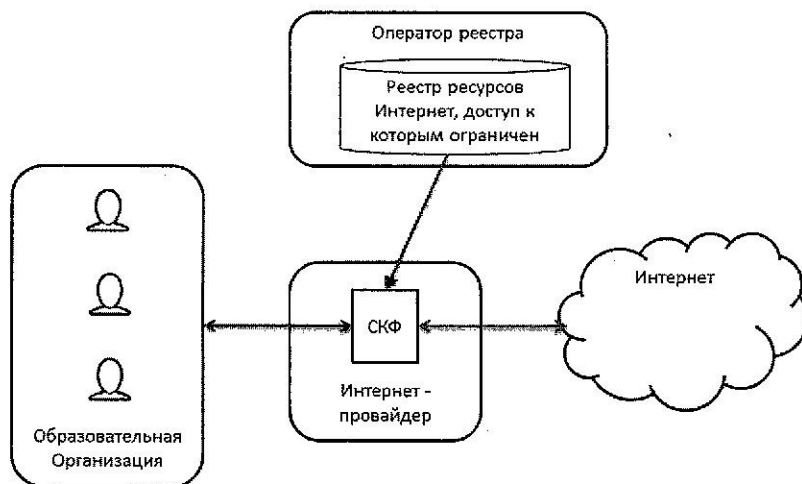 Оператор реестра
Реестр ресурсов
Интернет, доступ к
которым ограничен
Интернет
СКФ
Интернет -
провайдер
Образовательная
Организация